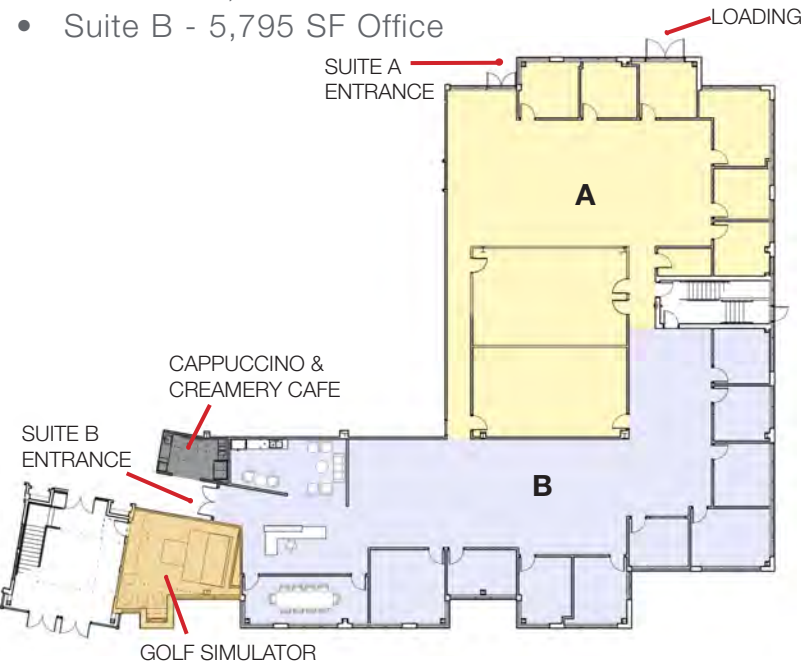 • Suite B - 5,795 SF Office
LOADING
SUITE A
ENTRANCE
A
CAPPUCCINO &
CREAMERY CAFE
SUITE B
ENTRANCE
B
GOLF SIMULATOR